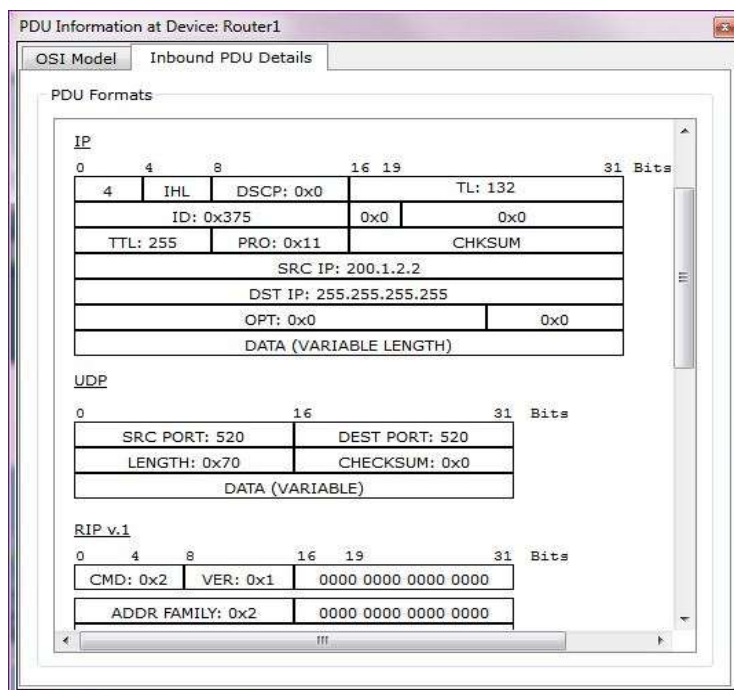 PDU Information at Device: Router1
OSI Model Inbound PDU Details
PDU Formats
IP
0 4 8 16 19 31 Bits
4 IHL DSCP: 0x0 TL: 132
ID: 0x375 0x0 0x0
TTL: 255 PRO: 0x11 CHKSUM
SRC IP: 200.1.2.2
DST IP: 255.255.255.255
OPT: 0x0 0x0
DATA (VARIABLE LENGTH)
UDP
0 16 31 Bits
SRC PORT: 520 DEST PORT: 520
LENGTH: 0x70 CHECKSUM: 0x0
DATA (VARIABLE)
RIP v.1
0 4 8 16 19 31 Bits
CMD: 0x2 VER: 0x1 0000 0000 0000 0000
ADDR FAMILY: 0x2 0000 0000 0000 0000